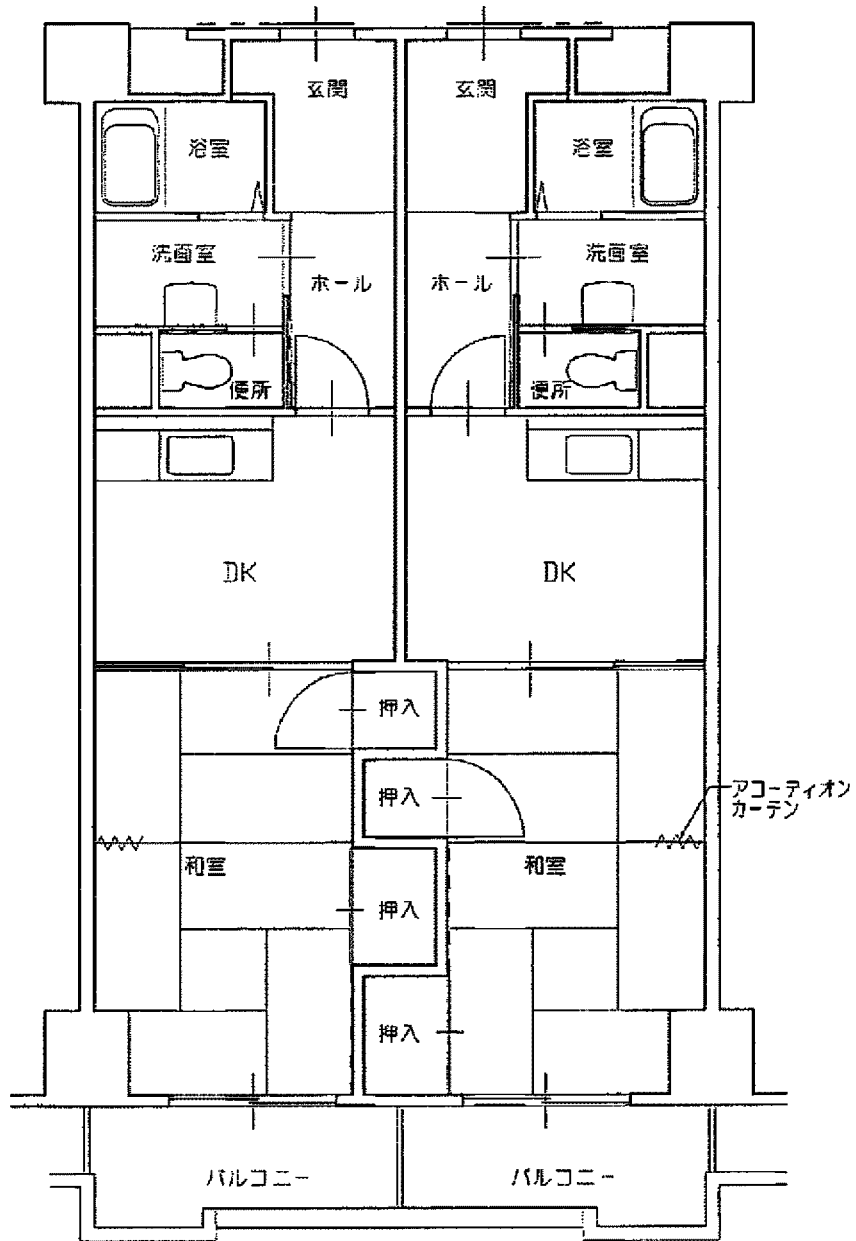 玄関
玄関
浴室
浴室
洗面室
洗面室
ホール
ホール
便所
便所
DK
DK
押入
押入
アコーディオン
カーテン
和室
和室
押入
押入
バルコニー
バルコニー